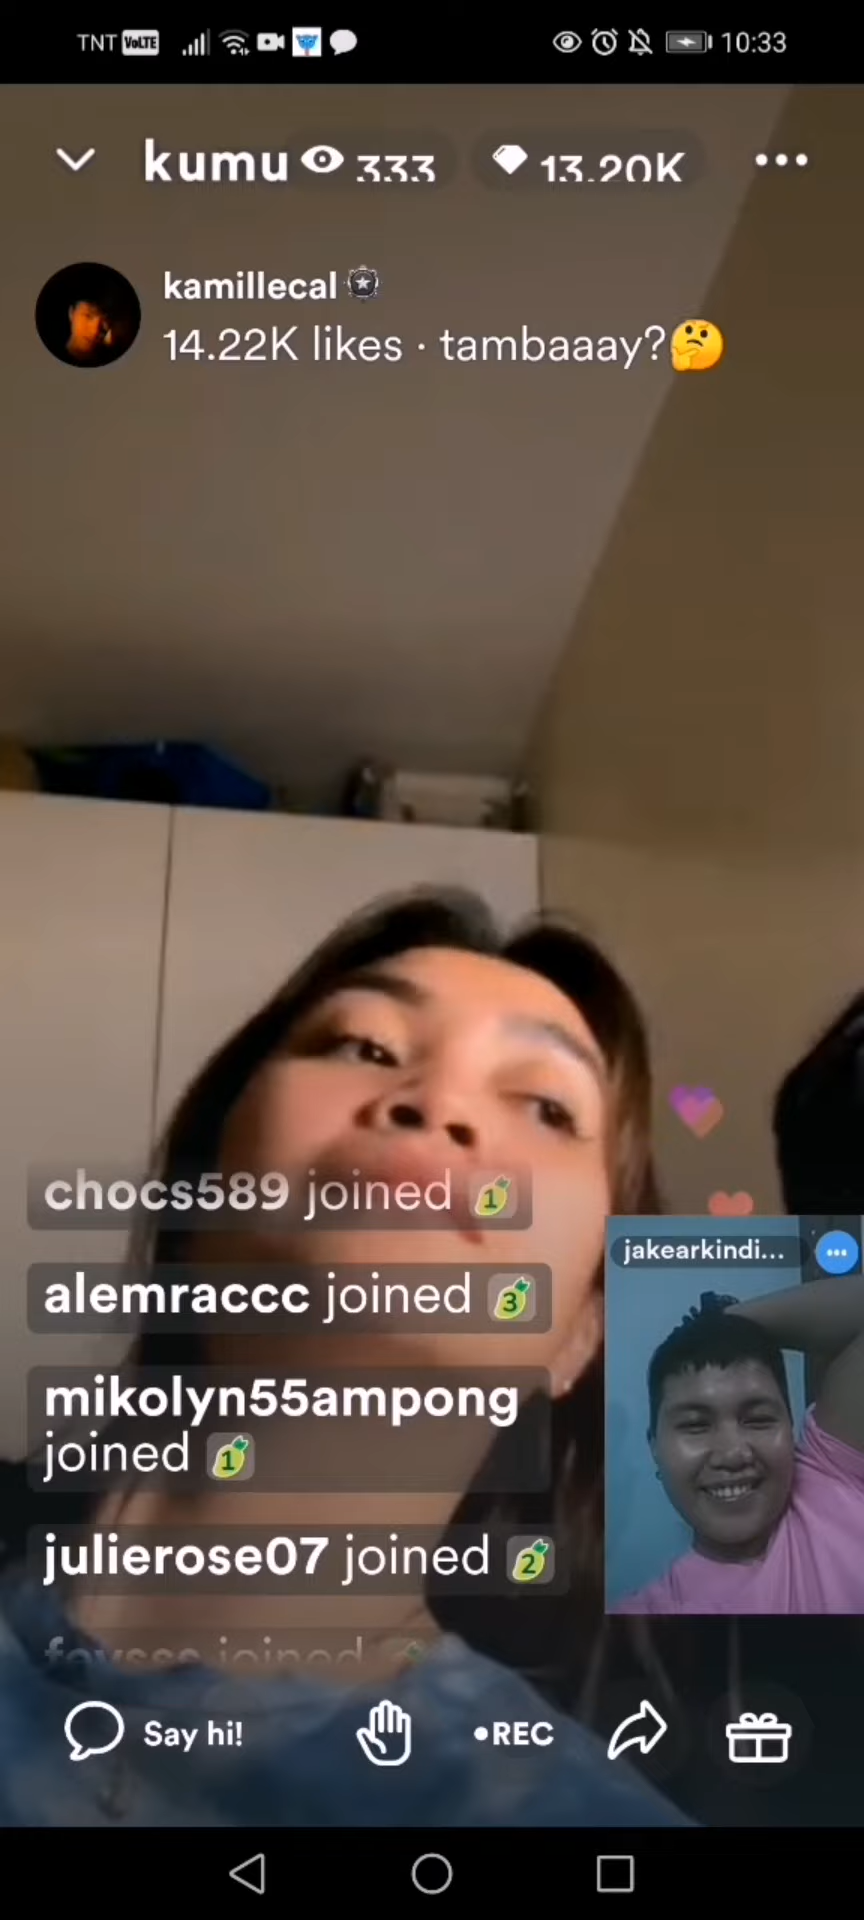 TNT VoLTE 10:33
kumu 333 13.20K
kamillecal
14.22K likes · tambaaay?🤔
chocs589 joined 1
alemraccc joined 3
jakearkindi...
mikolyn55ampong
joined 1
julierose07 joined 2
joined
Say hi! •REC